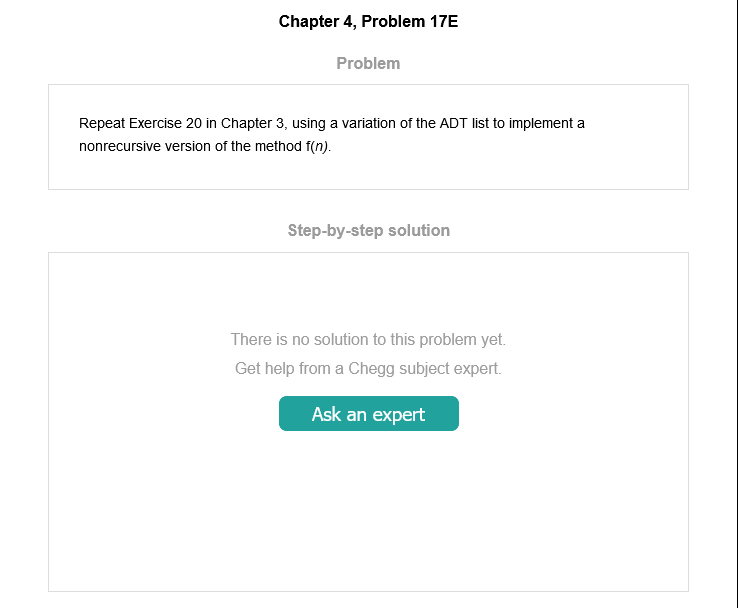 Chapter 4, Problem 17E
Problem
Repeat Exercise 20 in Chapter 3, using a variation of the ADT list to implement a
nonrecursive version of the method f(n).
Step-by-step solution
There is no solution to this problem yet.
Get help from a Chegg subject expert.
Ask an expert